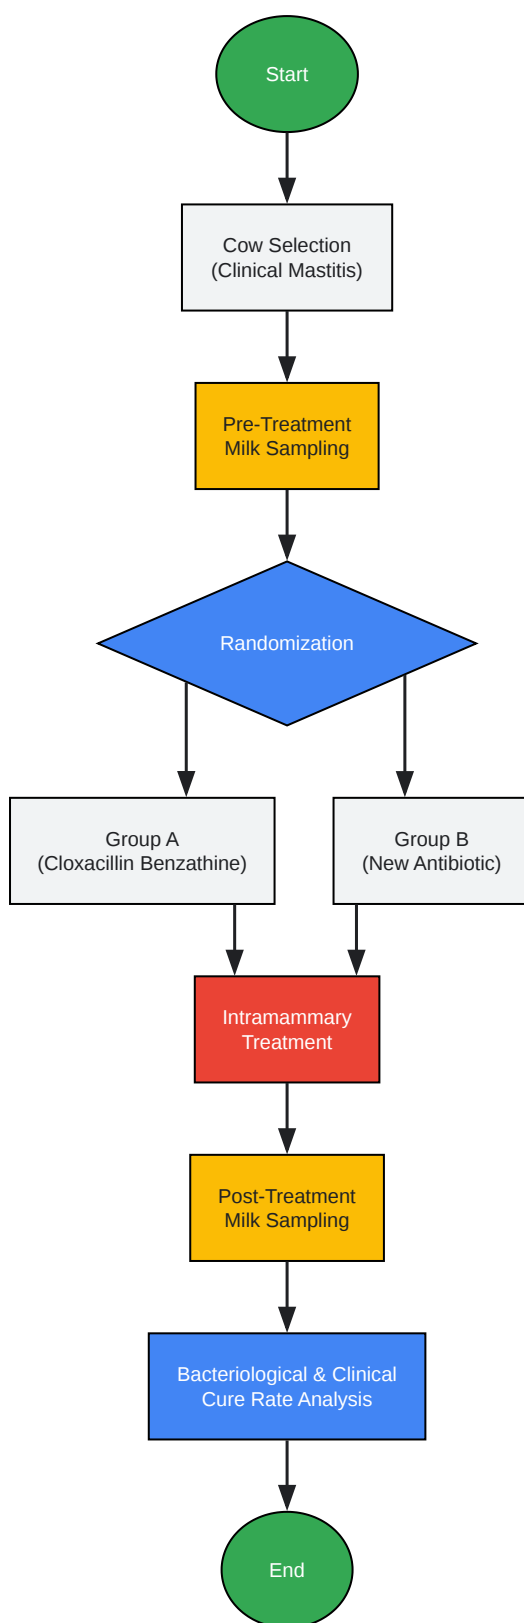 Start
Cow Selection
(Clinical Mastitis)
Pre-Treatment
Milk Sampling
Randomization
Group A
(Cloxacillin Benzathine)
Group B
(New Antibiotic)
Intramammary
Treatment
Post-Treatment
Milk Sampling
Bacteriological & Clinical
Cure Rate Analysis
End